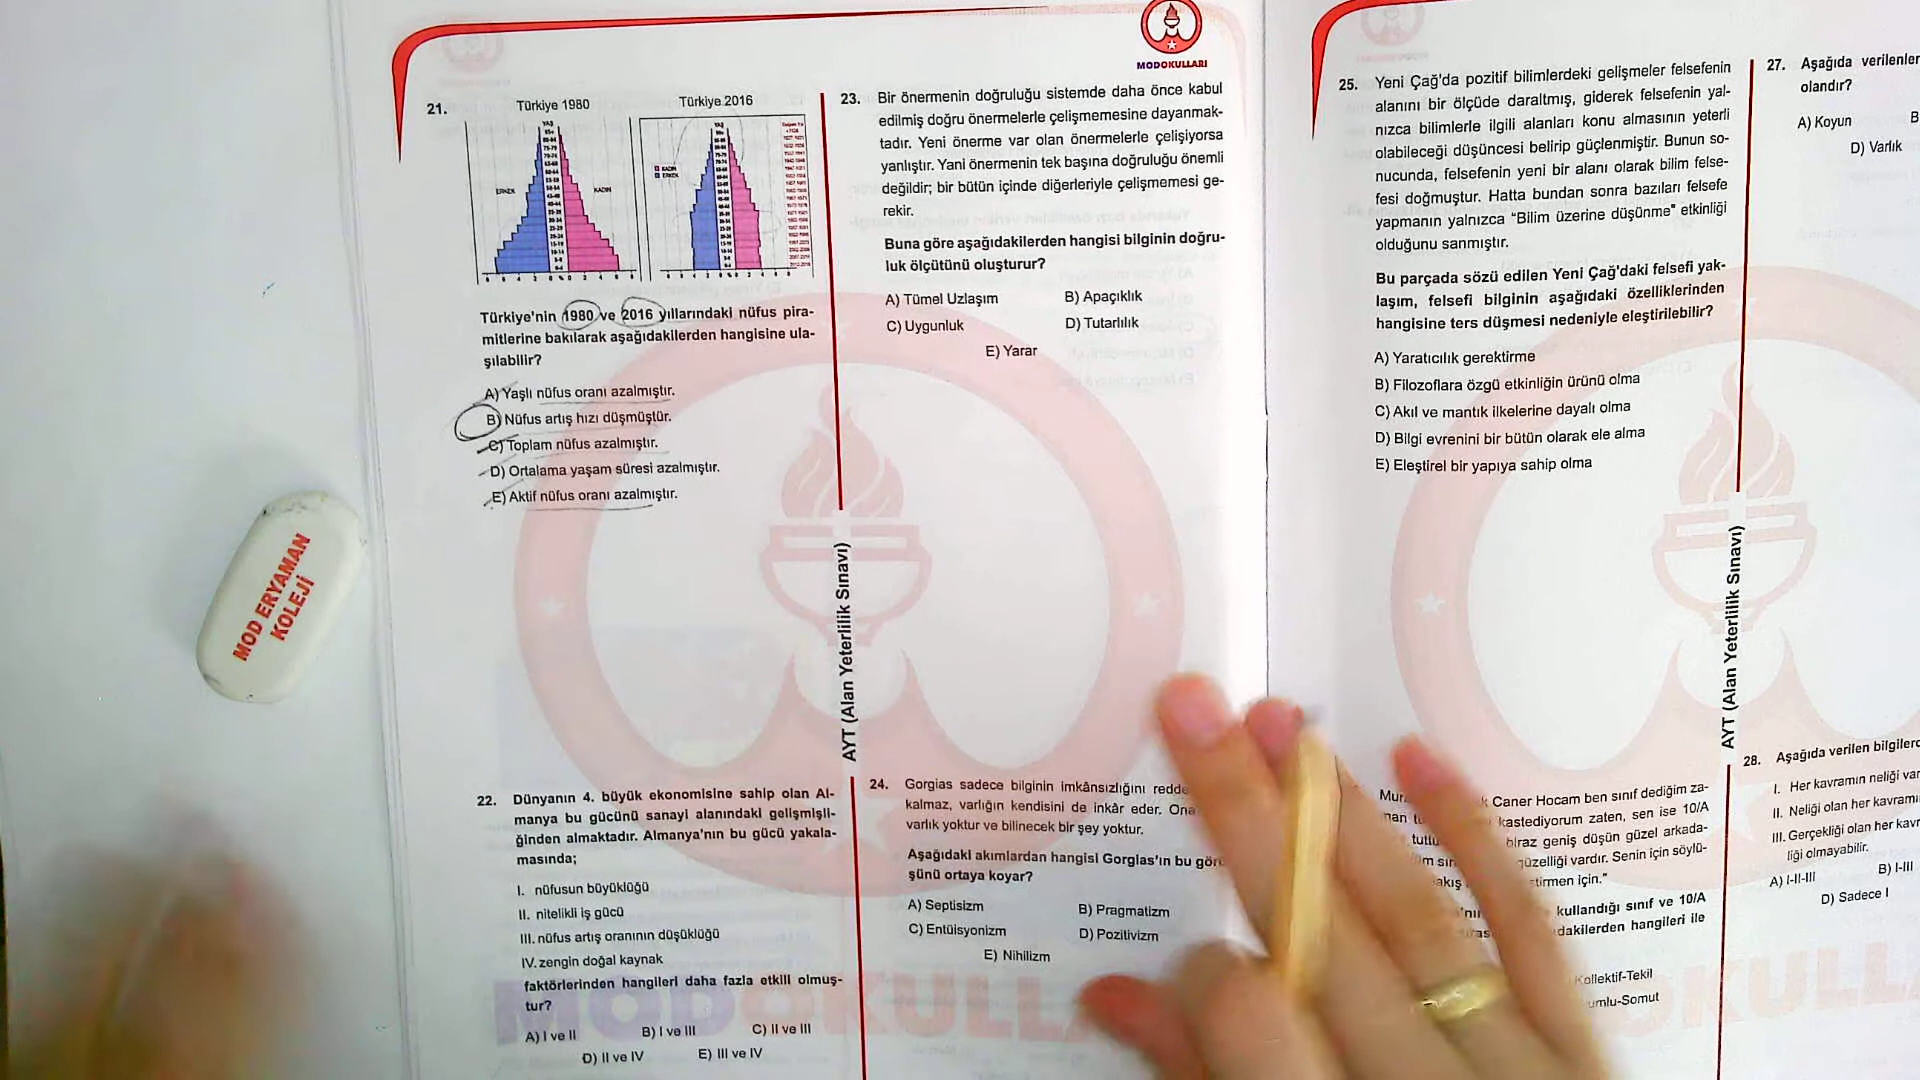 MODOKULLARI
21.
Türkiye 1980
Türkiye 2016
YAŞ
ERKEK
KADIN
KADIN
ERKEK
Türkiye'nin 1980 ve 2016 yıllarındaki nüfus pira-
mitlerine bakılarak aşağıdakilerden hangisine ula-
şılabilir?
A) Yaşlı nüfus oranı azalmıştır.
B) Nüfus artış hızı düşmüştür.
C) Toplam nüfus azalmıştır.
D) Ortalama yaşam süresi azalmıştır.
E) Aktif nüfus oranı azalmıştır.
MOD ERYAMAN
KOLEJİ
22. Dünyanın 4. büyük ekonomisine sahip olan Al-
manya bu gücünü sanayi alanındaki gelişmişli-
ğinden almaktadır. Almanya'nın bu gücü yakala-
masında;
I. nüfusun büyüklüğü
II. nitelikli iş gücü
III. nüfus artış oranının düşüklüğü
IV. zengin doğal kaynak
faktörlerinden hangileri daha fazla etkili olmuş-
tur?
A) I ve II B) I ve III C) II ve III
D) II ve IV E) III ve IV
AYT (Alan Yeterlilik Sınavı)
23. Bir önermenin doğruluğu sistemde daha önce kabul
edilmiş doğru önermelerle çelişmemesine dayanmak-
tadır. Yeni önerme var olan önermelerle çelişiyorsa
yanlıştır. Yani önermenin tek başına doğruluğu önemli
değildir; bir bütün içinde diğerleriyle çelişmemesi ge-
rekir.
Buna göre aşağıdakilerden hangisi bilginin doğru-
luk ölçütünü oluşturur?
A) Tümel Uzlaşım B) Apaçıklık
C) Uygunluk D) Tutarlılık
E) Yarar
24. Gorgias sadece bilginin imkânsızlığını redde
kalmaz, varlığın kendisini de inkâr eder. Ona
varlık yoktur ve bilinecek bir şey yoktur.
Aşağıdaki akımlardan hangisi Gorgias'ın bu gör
şünü ortaya koyar?
A) Septisizm B) Pragmatizm
C) Entüisyonizm D) Pozitivizm
E) Nihilizm
MODOKULLA
25. Yeni Çağ'da pozitif bilimlerdeki gelişmeler felsefenin
alanını bir ölçüde daraltmış, giderek felsefenin yal-
nızca bilimlerle ilgili alanları konu almasının yeterli
olabileceği düşüncesi belirip güçlenmiştir. Bunun so-
nucunda, felsefenin yeni bir alanı olarak bilim felse-
fesi doğmuştur. Hatta bundan sonra bazıları felsefe
yapmanın yalnızca "Bilim üzerine düşünme" etkinliği
olduğunu sanmıştır.
Bu parçada sözü edilen Yeni Çağ'daki felsefi yak-
laşım, felsefi bilginin aşağıdaki özelliklerinden
hangisine ters düşmesi nedeniyle eleştirilebilir?
A) Yaratıcılık gerektirme
B) Filozoflara özgü etkinliğin ürünü olma
C) Akıl ve mantık ilkelerine dayalı olma
D) Bilgi evrenini bir bütün olarak ele alma
E) Eleştirel bir yapıya sahip olma
Caner Hocam ben sınıf dediğim za-
kastediyorum zaten, sen ise 10/A
biraz geniş düşün güzel arkada-
güzelliği vardır. Senin için söylü-
tirmen için."
kullandığı sınıf ve 10/A
dakilerden hangileri ile
Kollektif-Tekil
umlu-Somut
OKULLA
AYT (Alan Yeterlilik Sınavı)
27. Aşağıda verilenler
olandır?
A) Koyun B
D) Varlık
28. Aşağıda verilen bilgilerd
I. Her kavramın neliği var
II. Neliği olan her kavramı
III. Gerçekliği olan her kavr
liği olmayabilir.
A) I-II-III B) I-III
D) Sadece I